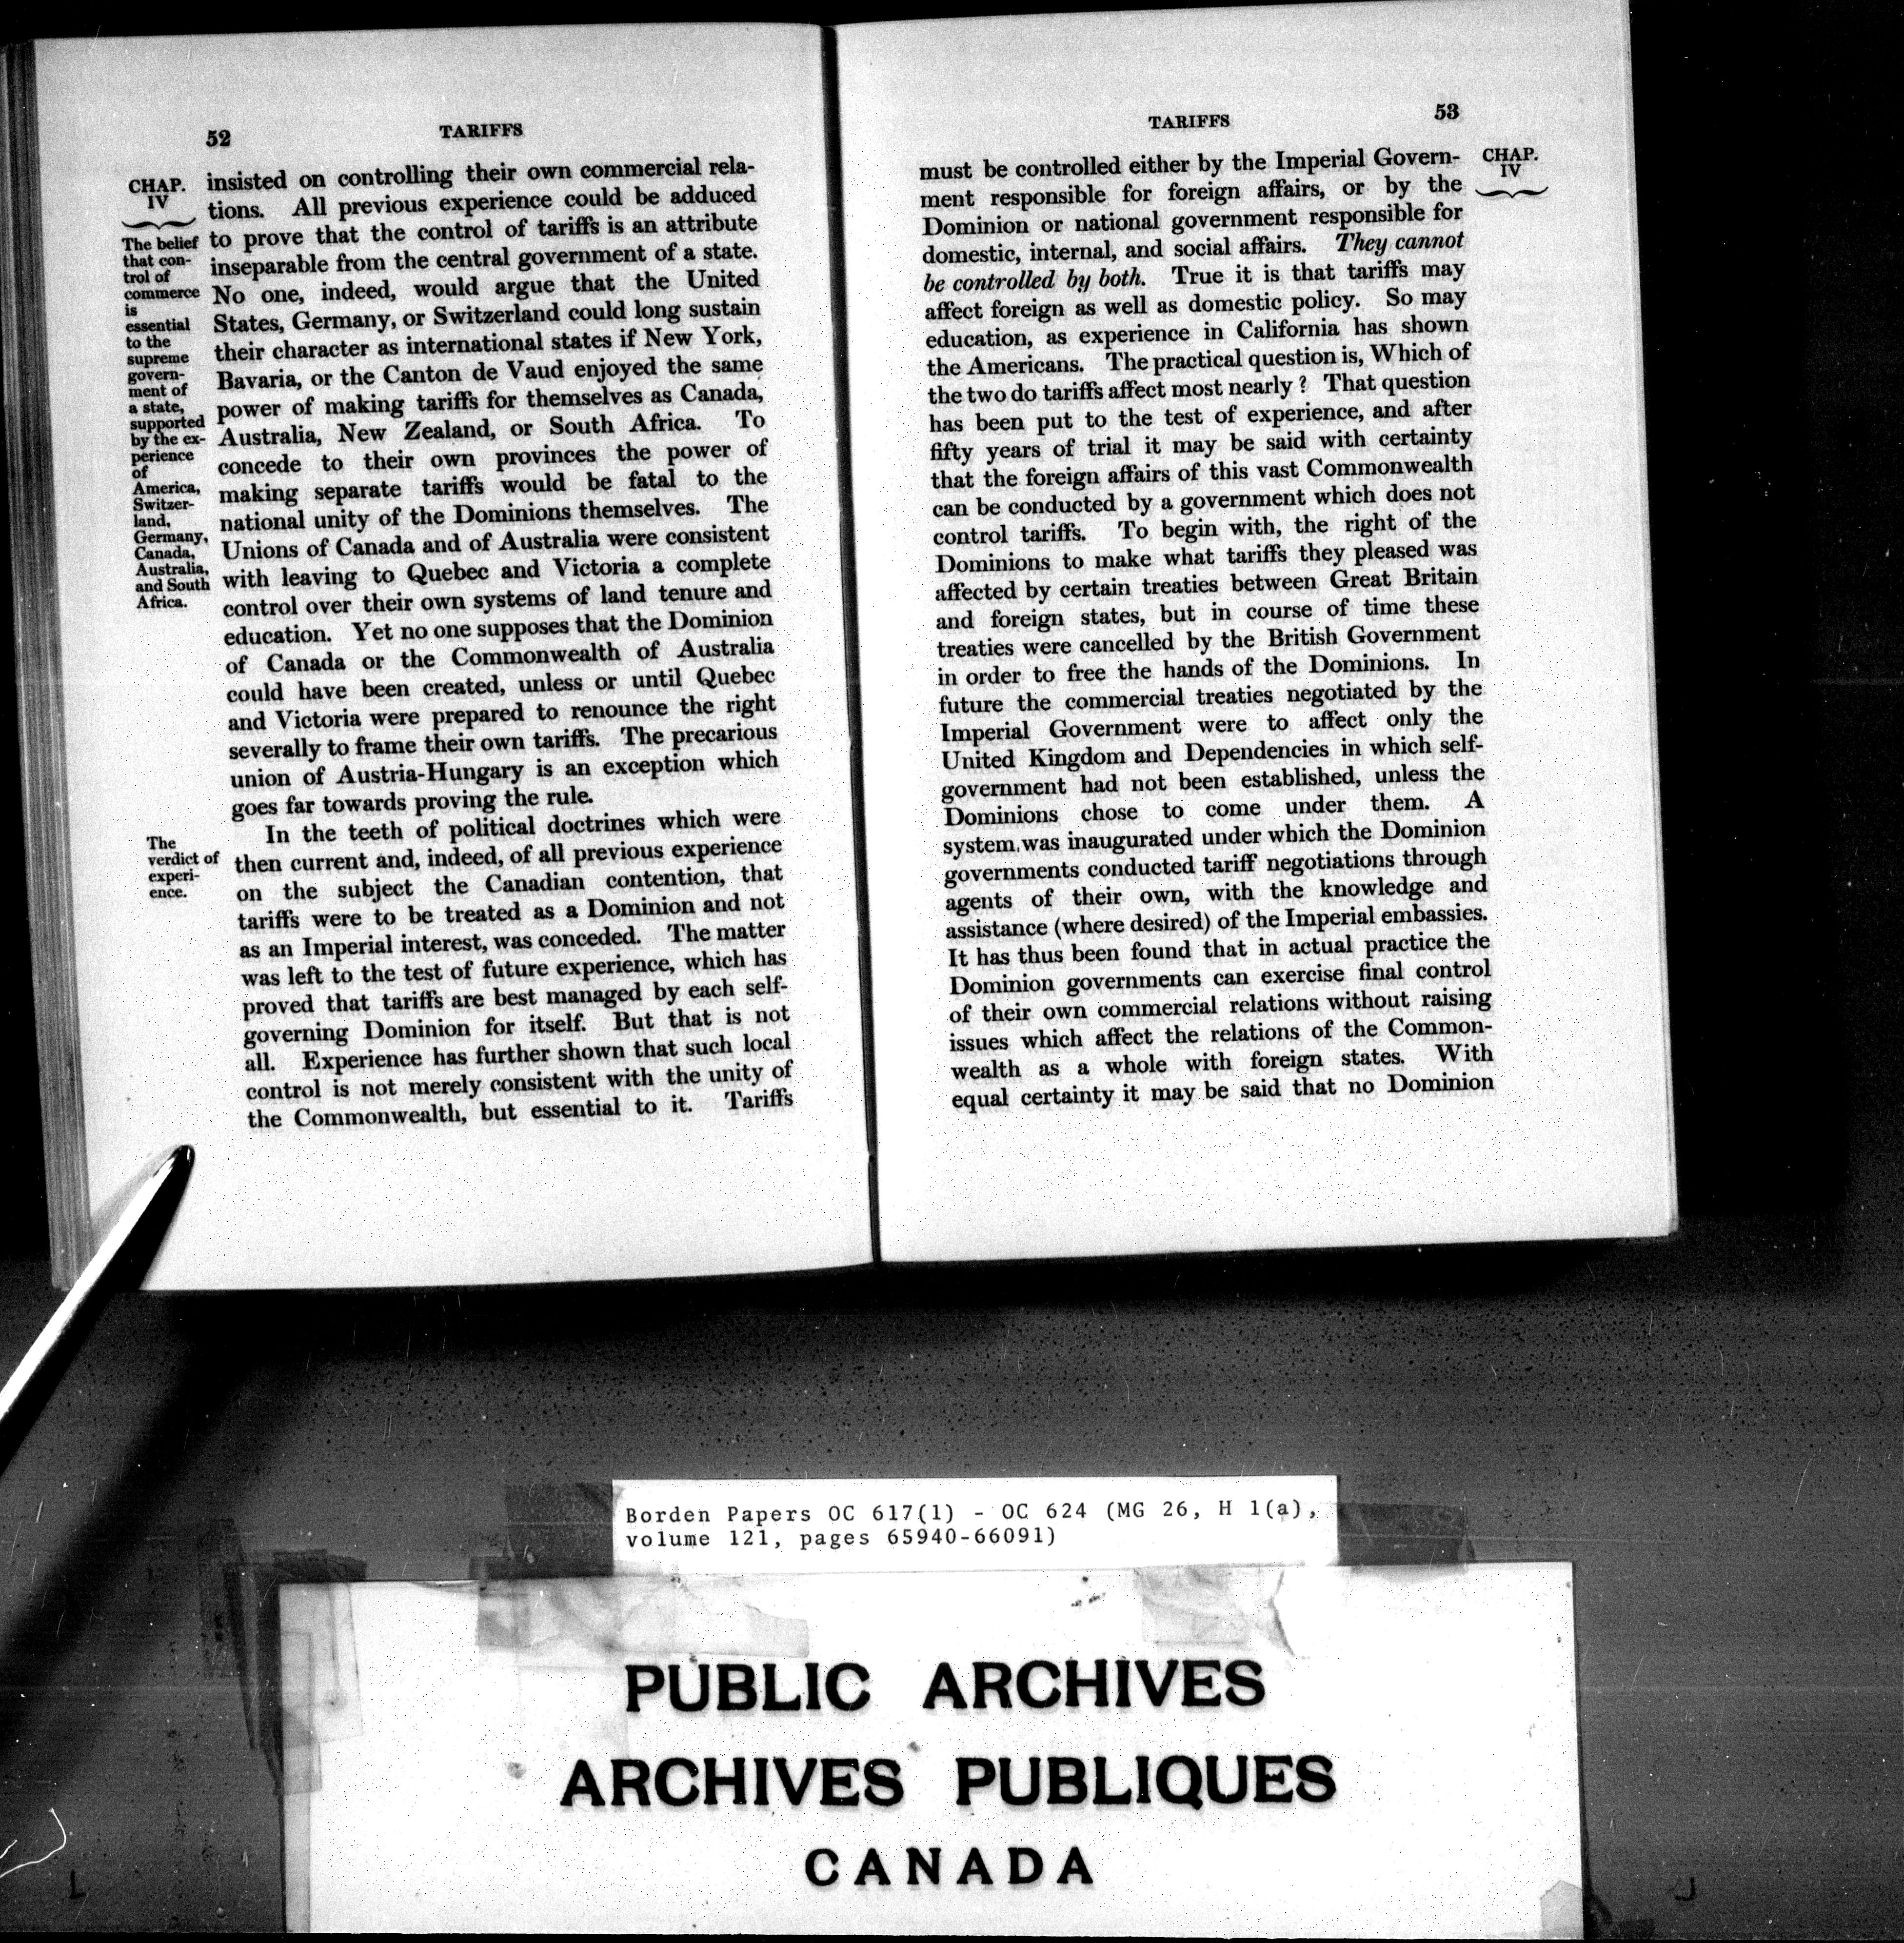 52
TARIFFS
CHAP.
IV
The belief
that con-
trol of
commerce
is
essential
to the
supreme
govern-
ment of
a state,
supported
by the ex-
perience
of
America,
Switzer-
land,
Germany,
Canada,
Australia,
and South
Africa.
insisted on controlling their own commercial rela-
tions. All previous experience could be adduced
to prove that the control of tariffs is an attribute
inseparable from the central government of a state.
No one, indeed, would argue that the United
States, Germany, or Switzerland could long sustain
their character as international states if New York,
Bavaria, or the Canton de Vaud enjoyed the same
power of making tariffs for themselves as Canada,
Australia, New Zealand, or South Africa. To
concede to their own provinces the power of
making separate tariffs would be fatal to the
national unity of the Dominions themselves. The
Unions of Canada and of Australia were consistent
with leaving to Quebec and Victoria a complete
control over their own systems of land tenure and
education. Yet no one supposes that the Dominion
of Canada or the Commonwealth of Australia
could have been created, unless or until Quebec
and Victoria were prepared to renounce the right
severally to frame their own tariffs. The precarious
union of Austria-Hungary is an exception which
goes far towards proving the rule.
The
verdict of
experi-
ence.
In the teeth of political doctrines which were
then current and, indeed, of all previous experience
on the subject the Canadian contention, that
tariffs were to be treated as a Dominion and not
as an Imperial interest, was conceded. The matter
was left to the test of future experience, which has
proved that tariffs are best managed by each self-
governing Dominion for itself. But that is not
all. Experience has further shown that such local
control is not merely consistent with the unity of
the Commonwealth, but essential to it. Tariffs
TARIFFS
53
CHAP.
IV
must be controlled either by the Imperial Govern-
ment responsible for foreign affairs, or by the
Dominion or national government responsible for
domestic, internal, and social affairs. They cannot
be controlled by both. True it is that tariffs may
affect foreign as well as domestic policy. So may
education, as experience in California has shown
the Americans. The practical question is, Which of
the two do tariffs affect most nearly? That question
has been put to the test of experience, and after
fifty years of trial it may be said with certainty
that the foreign affairs of this vast Commonwealth
can be conducted by a government which does not
control tariffs. To begin with, the right of the
Dominions to make what tariffs they pleased was
affected by certain treaties between Great Britain
and foreign states, but in course of time these
treaties were cancelled by the British Government
in order to free the hands of the Dominions. In
future the commercial treaties negotiated by the
Imperial Government were to affect only the
United Kingdom and Dependencies in which self-
government had not been established, unless the
Dominions chose to come under them. A
system was inaugurated under which the Dominion
governments conducted tariff negotiations through
agents of their own, with the knowledge and
assistance (where desired) of the Imperial embassies.
It has thus been found that in actual practice the
Dominion governments can exercise final control
of their own commercial relations without raising
issues which affect the relations of the Common-
wealth as a whole with foreign states. With
equal certainty it may be said that no Dominion
Borden Papers OC 617(1) - OC 624 (MG 26, H 1(a),
volume 121, pages 65940-66091)
PUBLIC ARCHIVES
ARCHIVES PUBLIQUES
CANADA